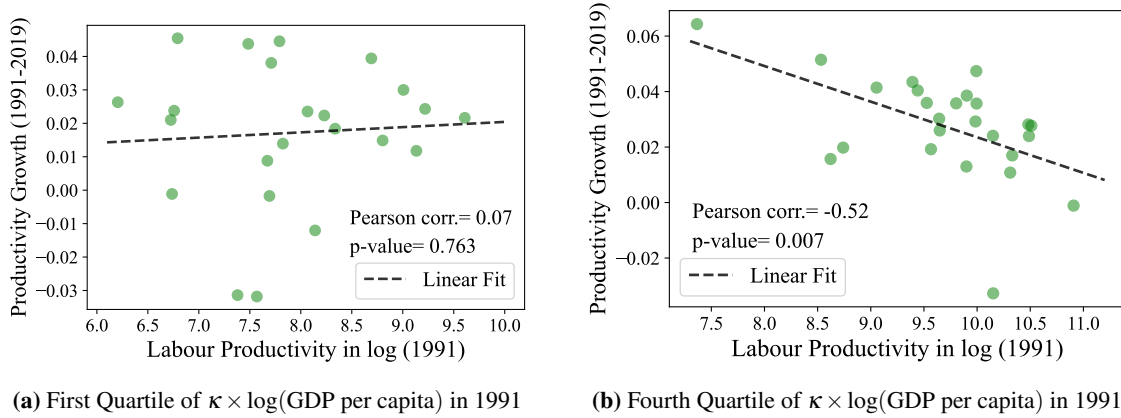 Productivity Growth (1991-2019)
0.04
0.03
0.02
0.01
0.00
−0.01
−0.02
−0.03
Pearson corr.= 0.07
p-value= 0.763
Linear Fit
6.0 6.5 7.0 7.5 8.0 8.5 9.0 9.5 10.0
Labour Productivity in log (1991)
(a) First Quartile of κ × log(GDP per capita) in 1991
Productivity Growth (1991-2019)
0.06
0.04
0.02
0.00
−0.02
Pearson corr.= -0.52
p-value= 0.007
Linear Fit
7.5 8.0 8.5 9.0 9.5 10.0 10.5 11.0
Labour Productivity in log (1991)
(b) Fourth Quartile of κ × log(GDP per capita) in 1991